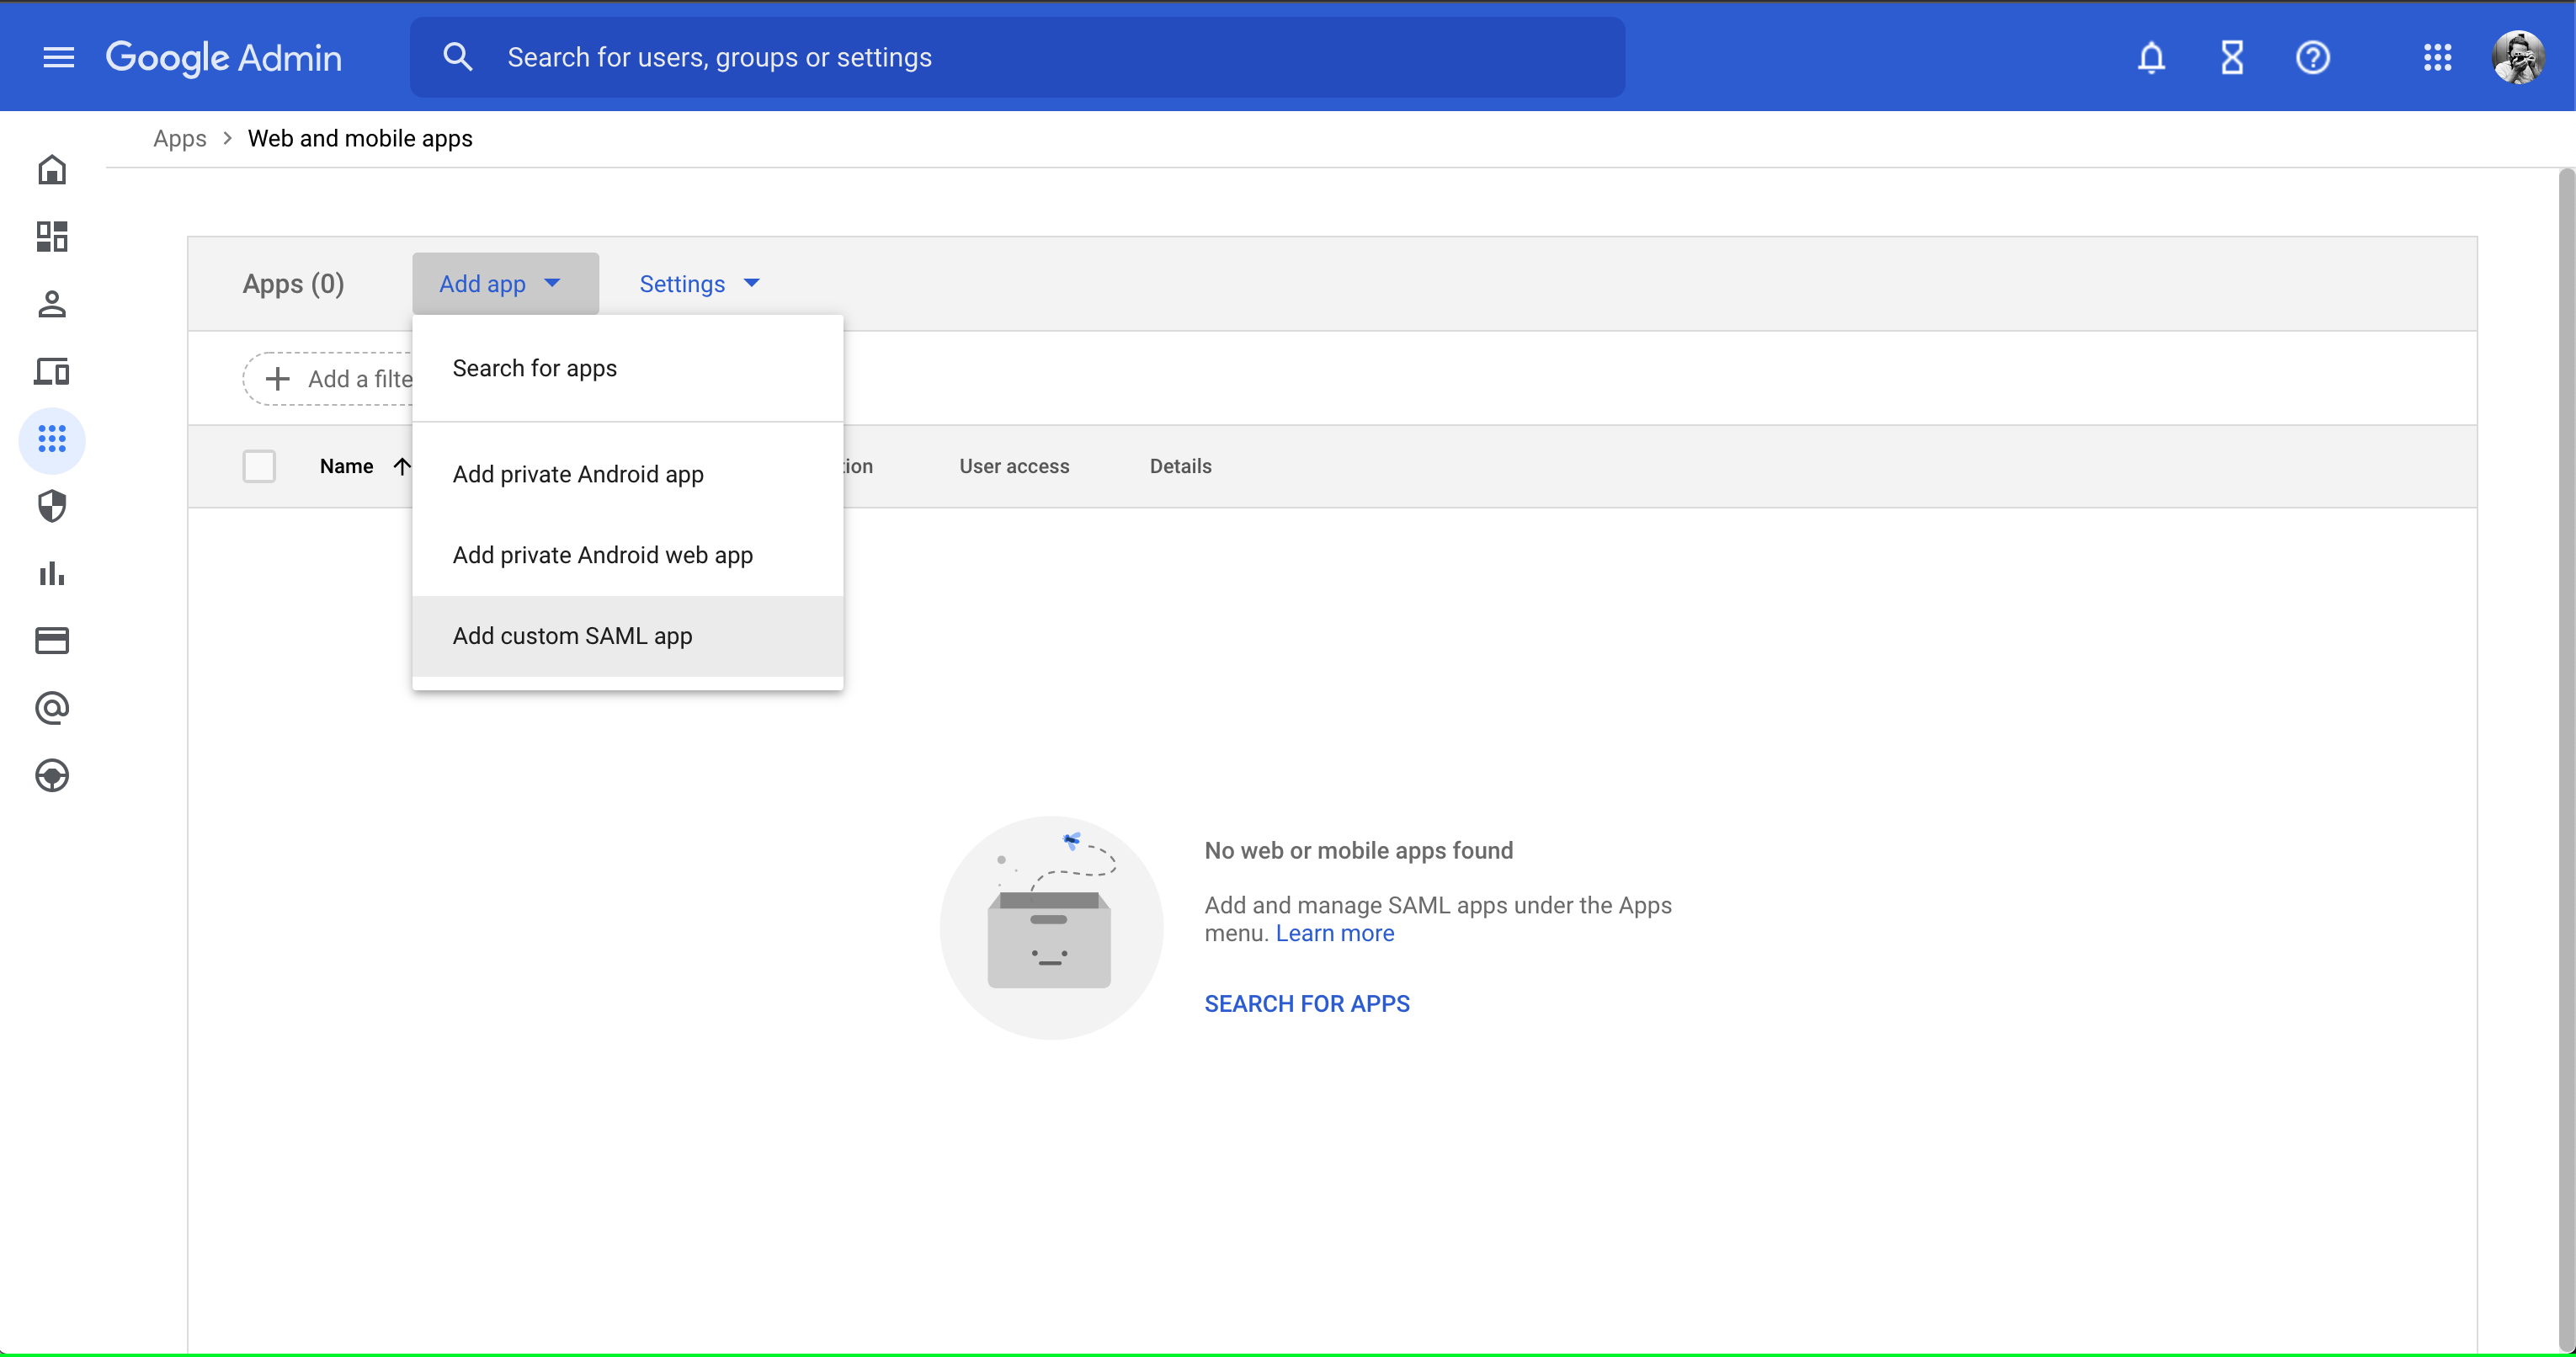 Google Admin
Search for users, groups or settings
Apps > Web and mobile apps
Apps (0)
Add app
Settings
Search for apps
Add a filte
Add private Android app
Name
User access
Details
Add private Android web app
Add custom SAML app
No web or mobile apps found
Add and manage SAML apps under the Apps
menu. Learn more
SEARCH FOR APPS